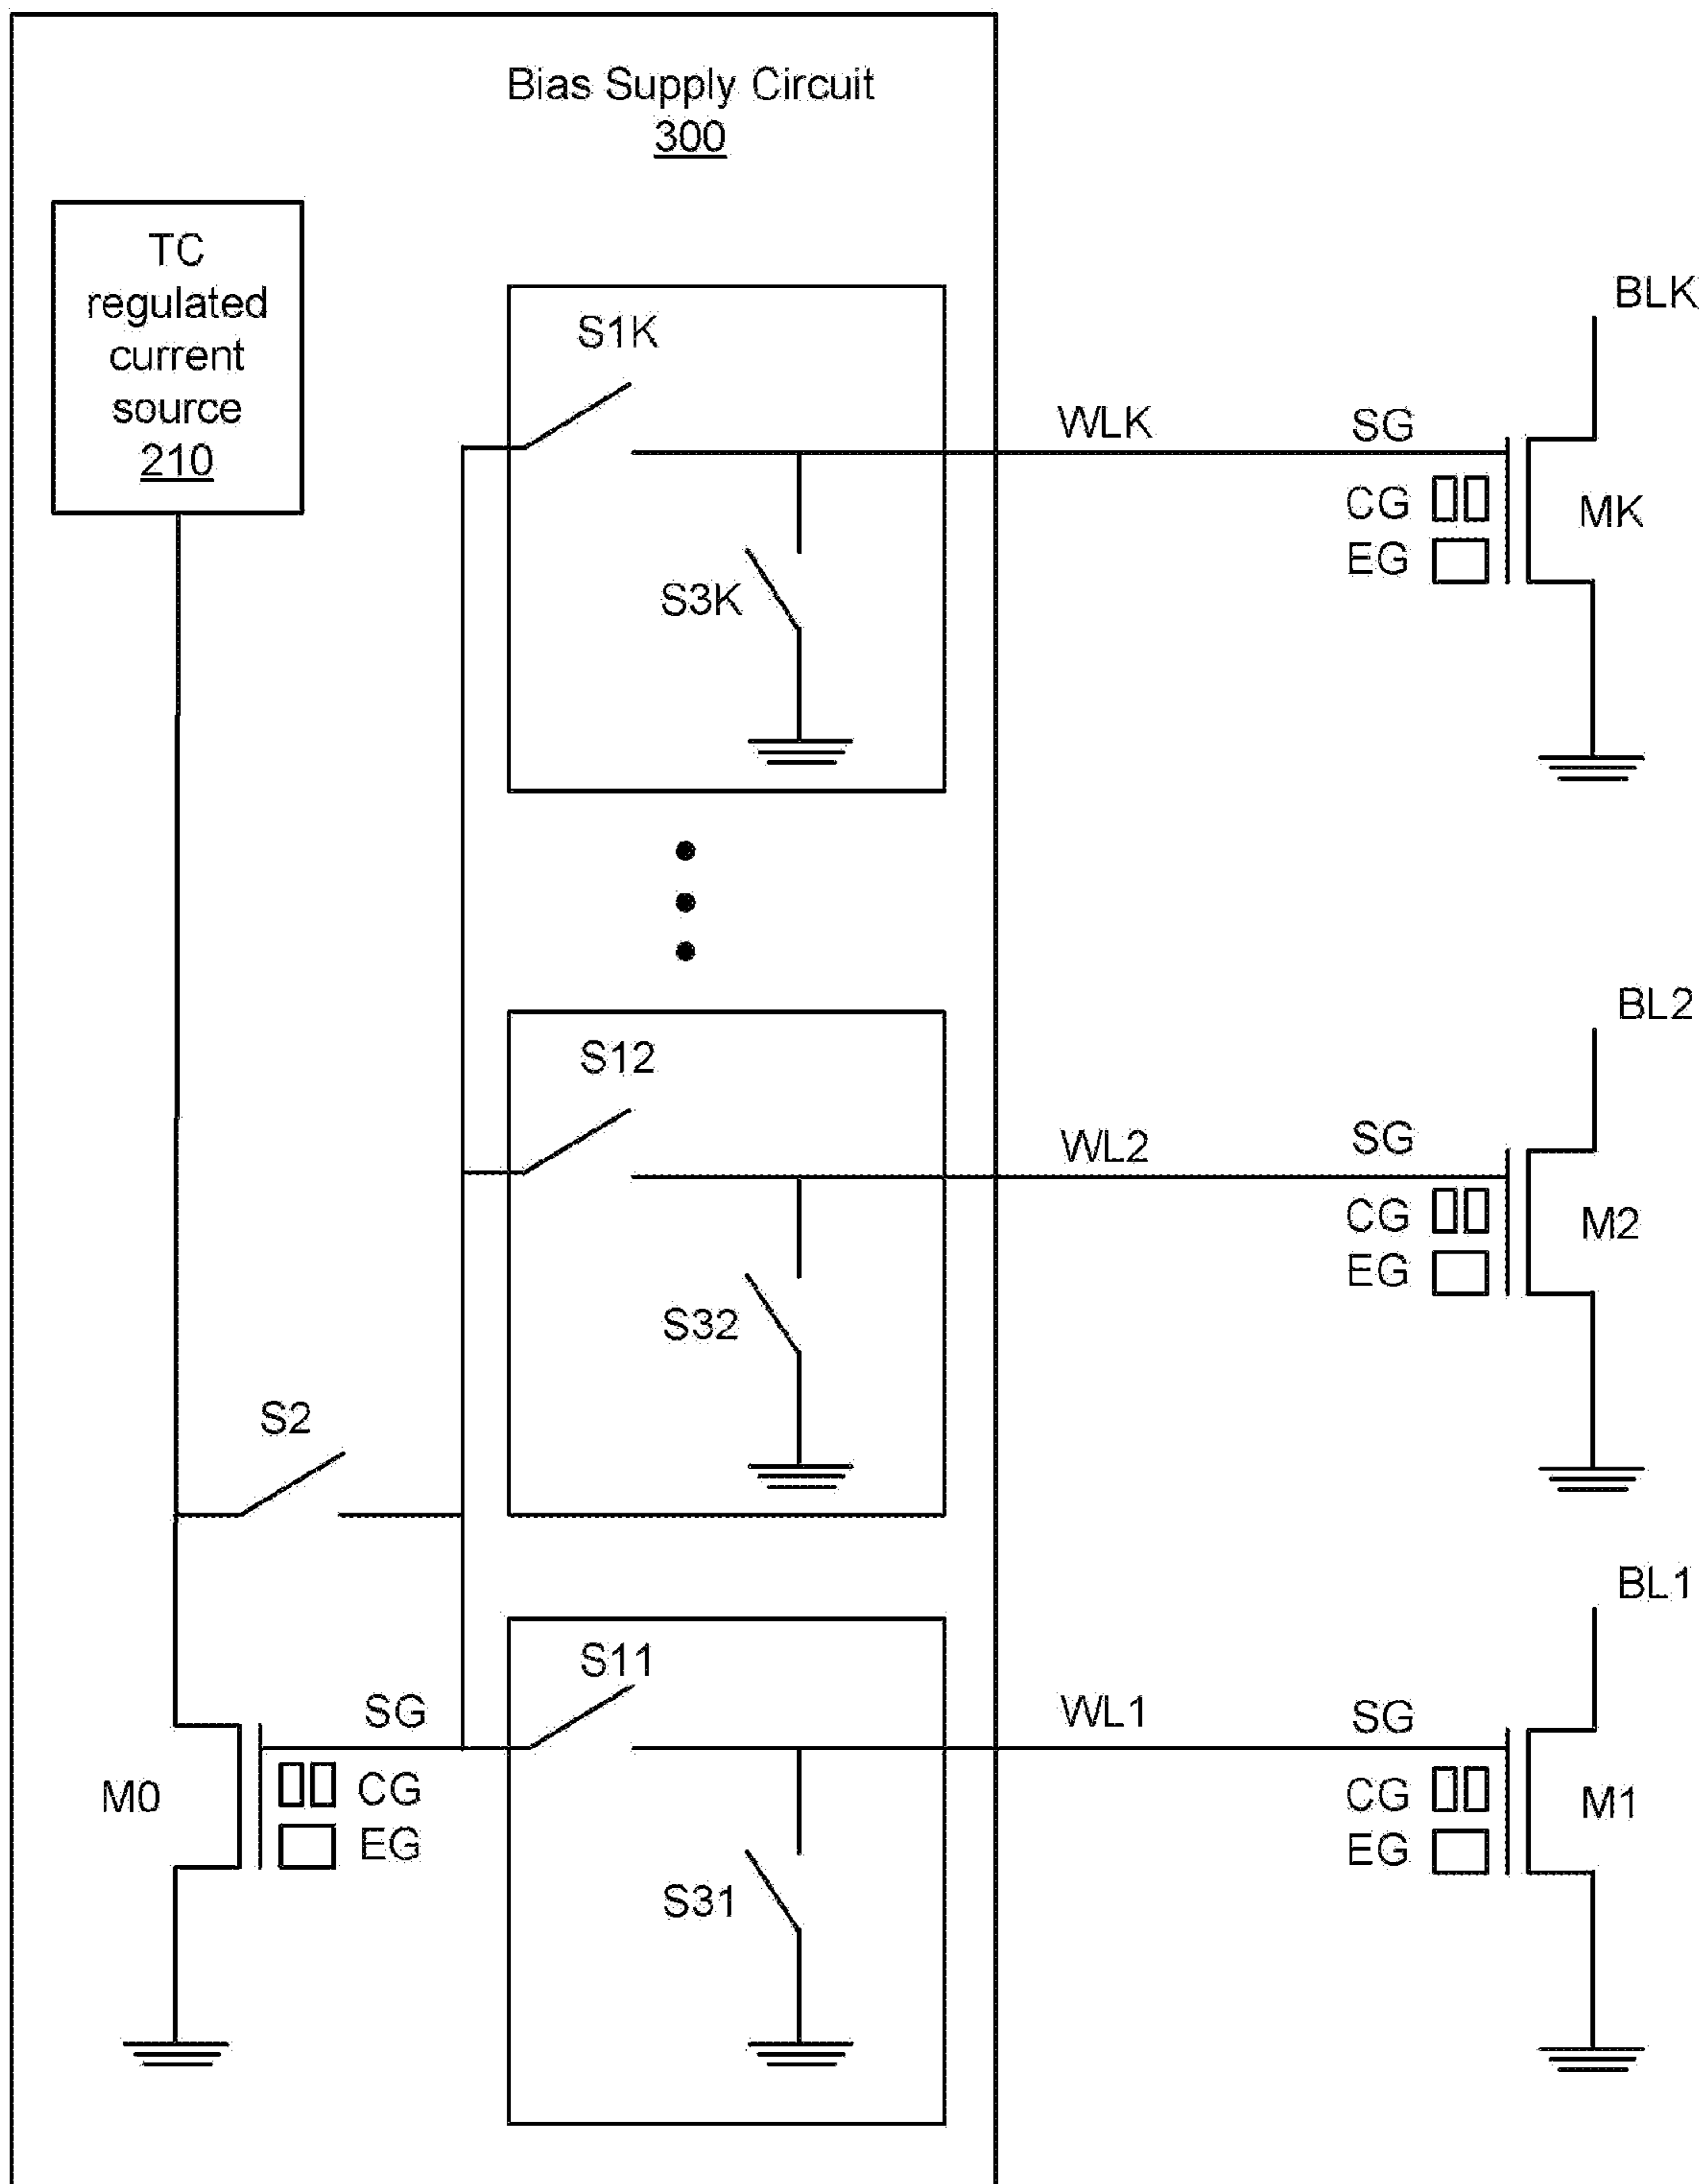 Bias Supply Circuit
300
TC
regulated
current
source
210
S1K
S3K
WLK
SG
CG
EG
MK
BLK
S12
S32
WL2
SG
CG
EG
M2
BL2
S2
S11
S31
SG
CG
EG
M0
WL1
SG
CG
EG
M1
BL1